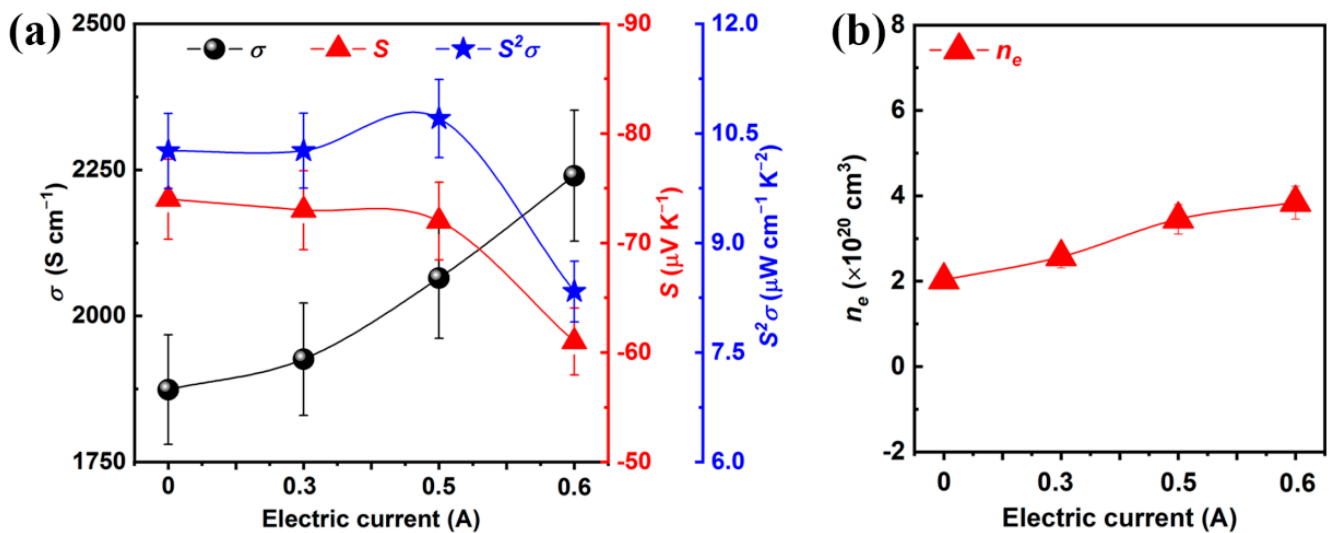 (a)
σ
S
S²σ
2500
2250
2000
1750
σ (S cm⁻¹)
0
0.3
0.5
0.6
Electric current (A)
-90
-80
-70
-60
-50
S (μV K⁻¹)
12.0
10.5
9.0
7.5
6.0
S²σ (μW cm⁻¹ K⁻²)
(b)
nₑ
8
6
4
2
0
-2
nₑ (×10²⁰ cm³)
0
0.3
0.5
0.6
Electric current (A)